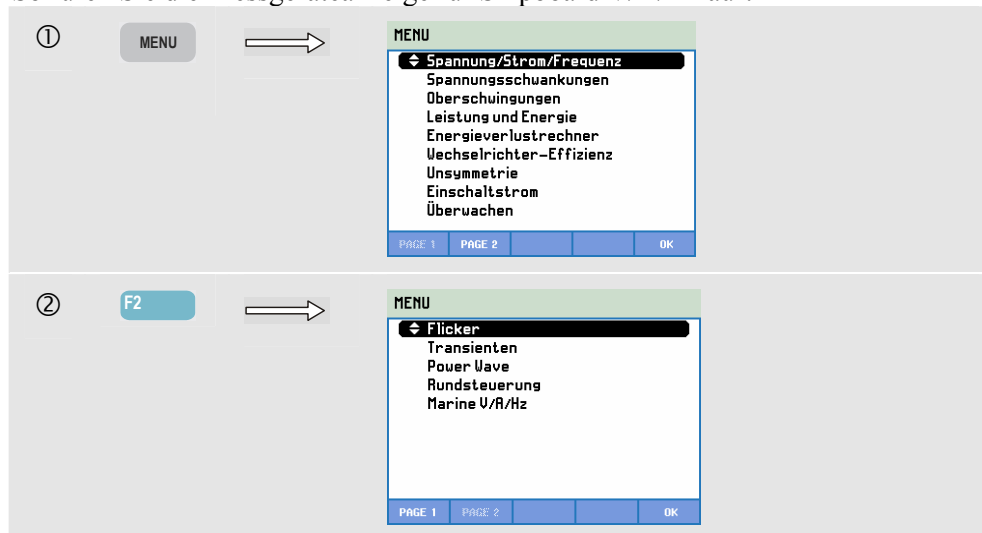 ①
MENU
MENU
Spannung/Strom/Frequenz
Spannungsschwankungen
Oberschwingungen
Leistung und Energie
Energieverlustrechner
Wechselrichter-Effizienz
Unsymmetrie
Einschaltstrom
Überwachen
PAGE 1 PAGE 2 OK
②
F2
MENU
Flicker
Transienten
Power Wave
Rundsteuerung
Marine V/A/Hz
PAGE 1 PAGE 2 OK